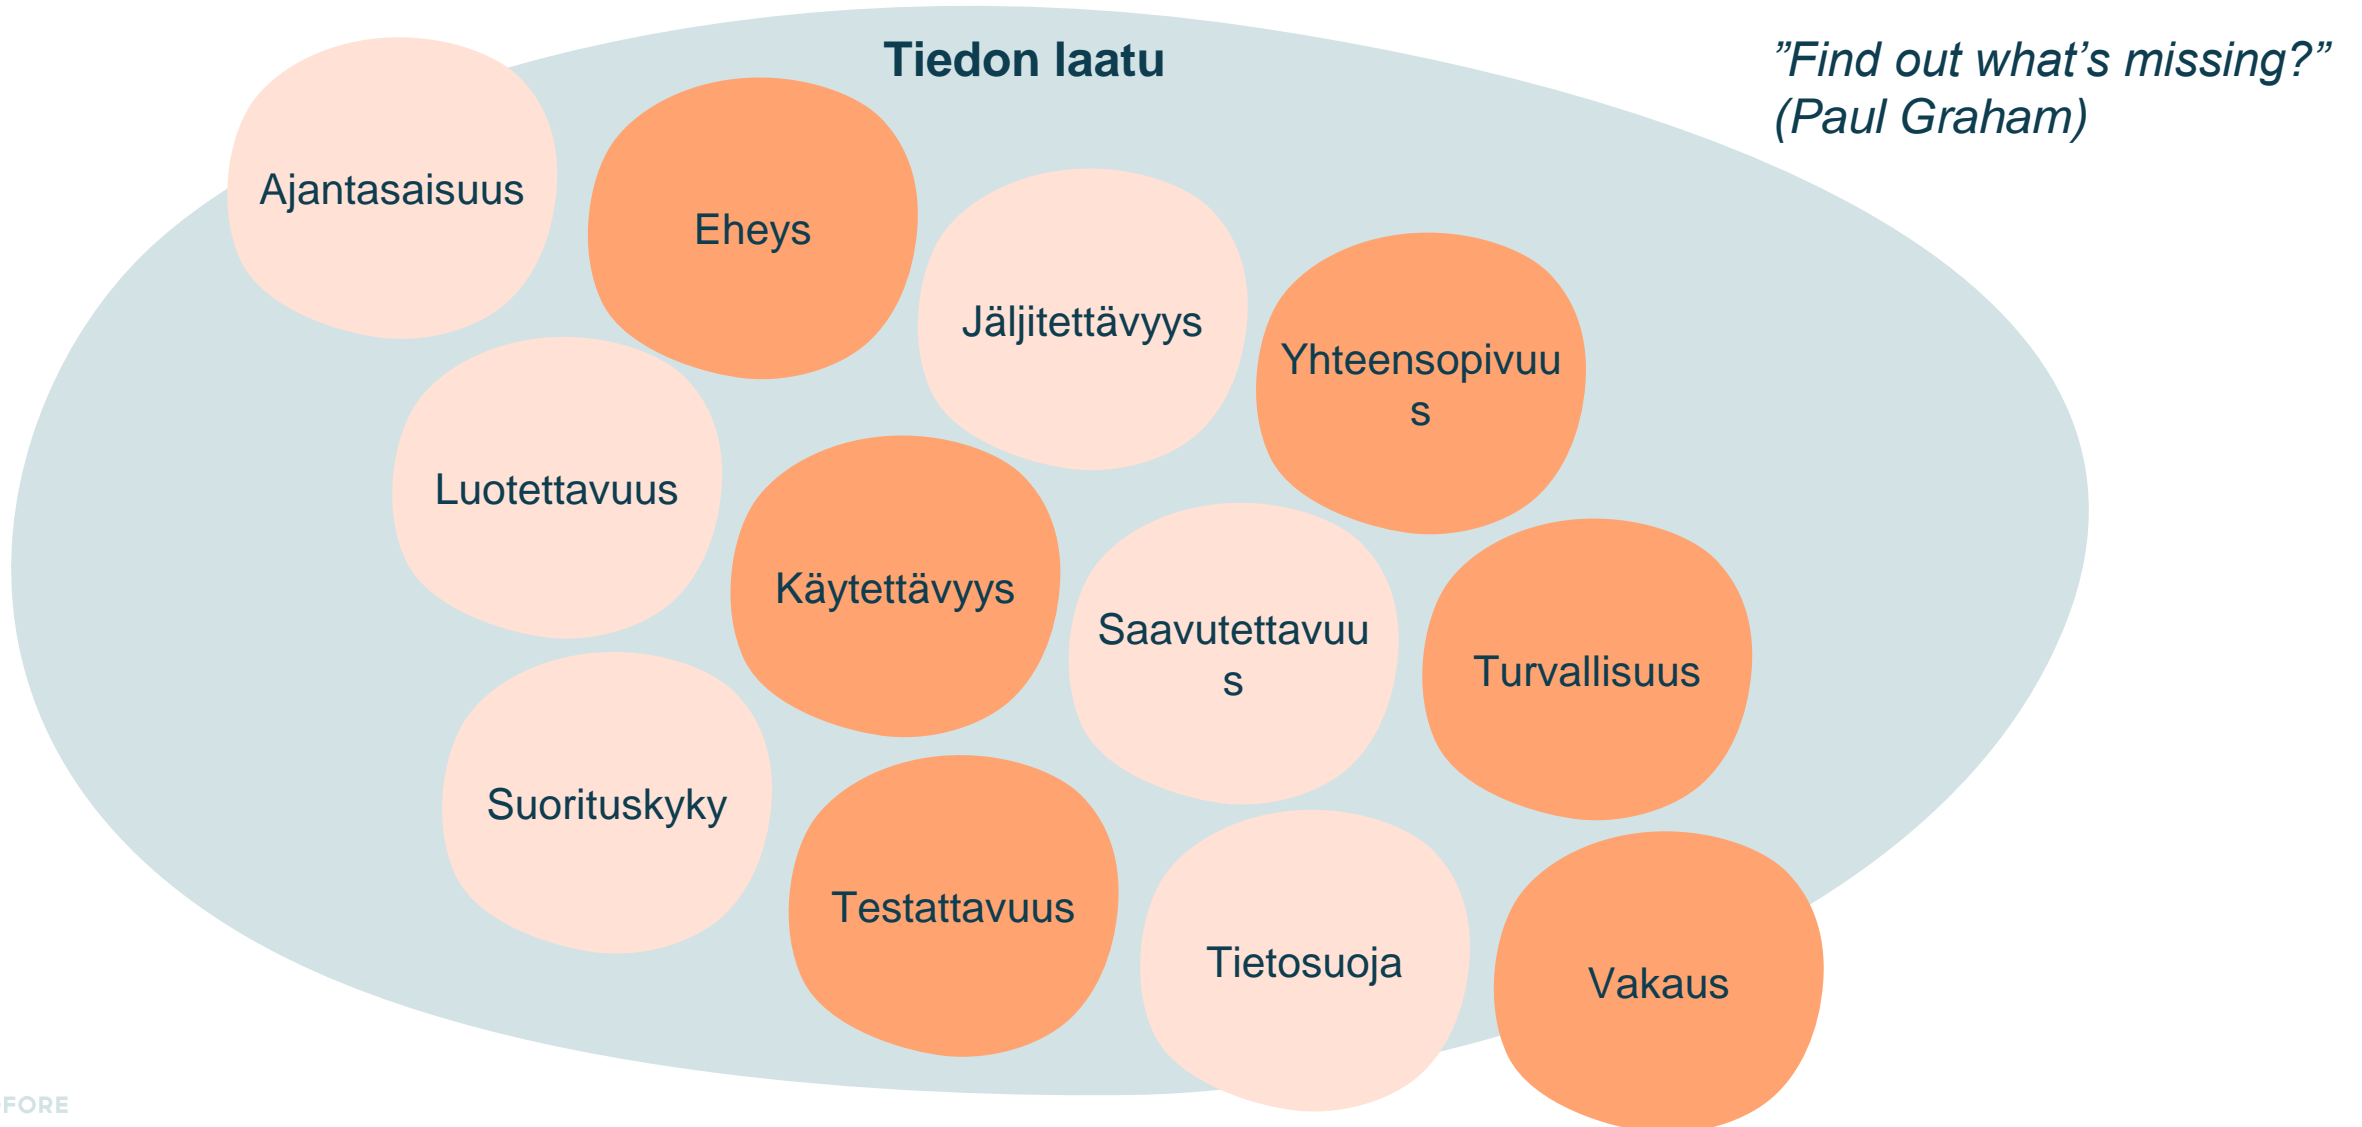 Tiedon laatu
”Find out what’s missing?”
(Paul Graham)
Ajantasaisuus
Eheys
Jäljitettävyys
Yhteensopivuu
s
Luotettavuus
Käytettävyys
Saavutettavuu
s
Turvallisuus
Suorituskyky
Testattavuus
Tietosuoja
Vakaus
FORE